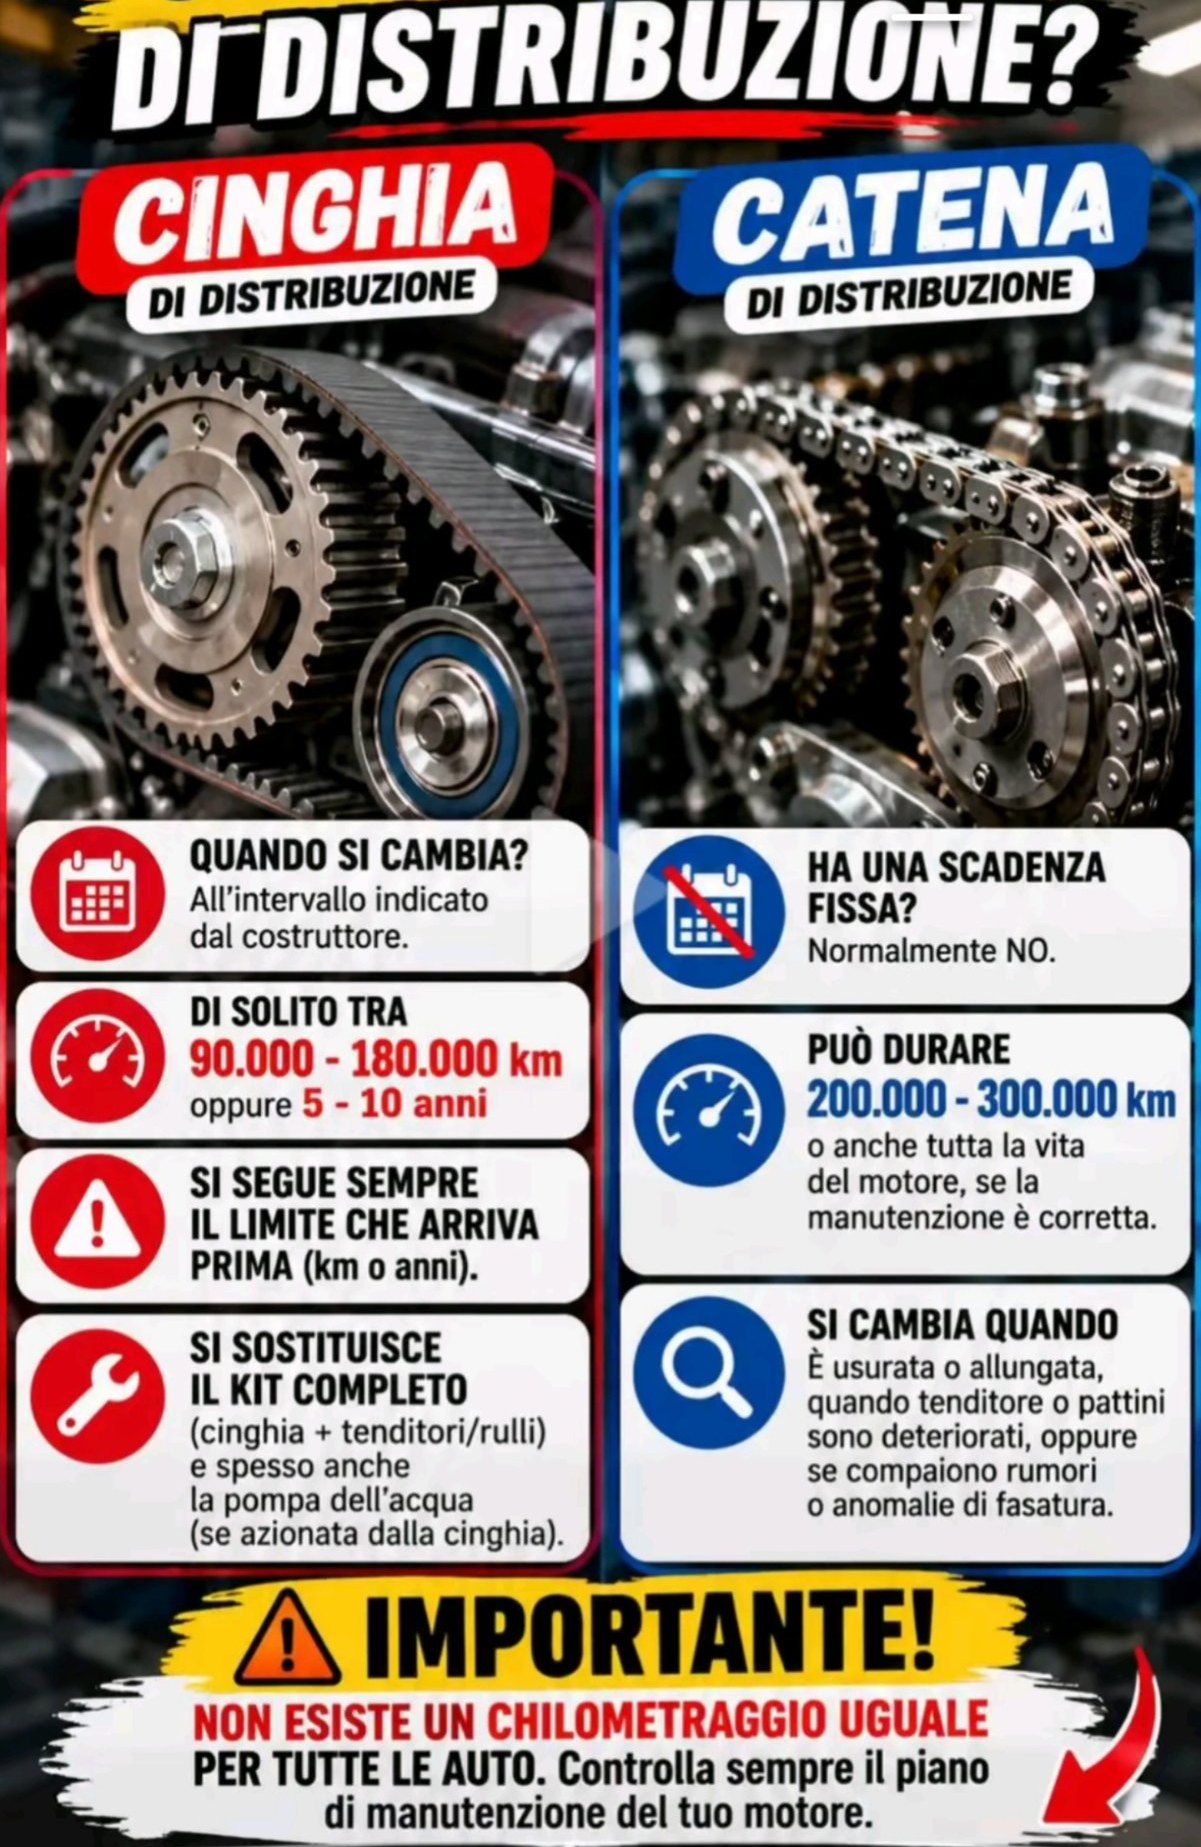 DI DISTRIBUZIONE?
CINGHIA
DI DISTRIBUZIONE
QUANDO SI CAMBIA?
All'intervallo indicato
dal costruttore.
DI SOLITO TRA
90.000 - 180.000 km
oppure 5 - 10 anni
SI SEGUE SEMPRE
IL LIMITE CHE ARRIVA
PRIMA (km o anni).
SI SOSTITUISCE
IL KIT COMPLETO
(cinghia + tenditori/rulli)
e spesso anche
la pompa dell'acqua
(se azionata dalla cinghia).
CATENA
DI DISTRIBUZIONE
HA UNA SCADENZA
FISSA?
Normalmente NO.
PUÒ DURARE
200.000 - 300.000 km
o anche tutta la vita
del motore, se la
manutenzione è corretta.
SI CAMBIA QUANDO
È usurata o allungata,
quando tenditore o pattini
sono deteriorati, oppure
se compaiono rumori
o anomalie di fasatura.
IMPORTANTE!
NON ESISTE UN CHILOMETRAGGIO UGUALE
PER TUTTE LE AUTO. Controlla sempre il piano
di manutenzione del tuo motore.